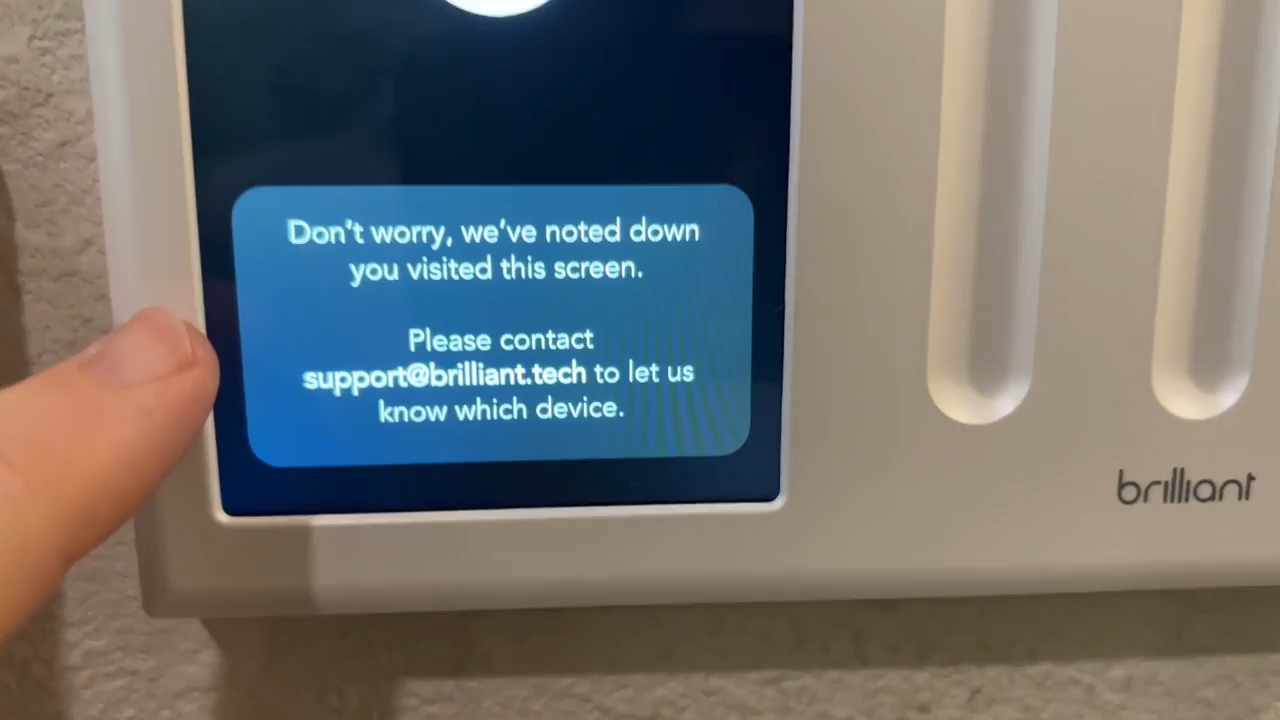 Don't worry, we've noted down
you visited this screen.
Please contact
support@brilliant.tech to let us
know which device.
brilliant